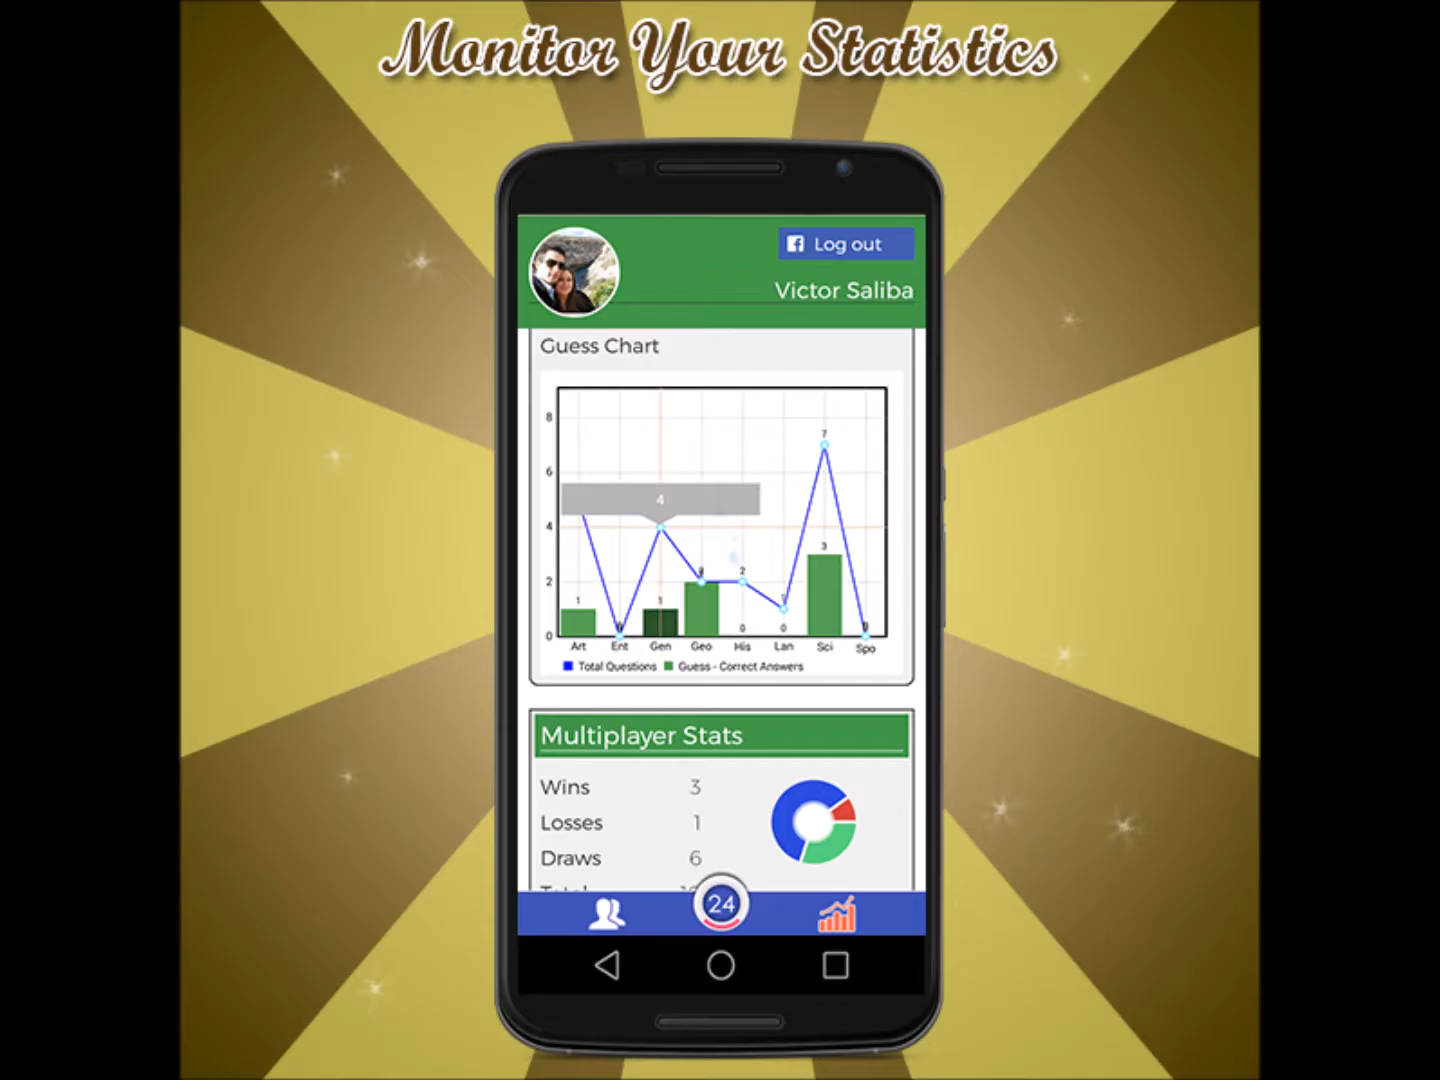 Monitor Your Statistics
Log out
Victor Saliba
Guess Chart
8
7
6
4
4
3
2
2
1
1
1
0
0
0
Art Ent Gen Geo His Lan Sci Spo
Total Questions Guess - Correct Answers
Multiplayer Stats
Wins 3
Losses 1
Draws 6
24